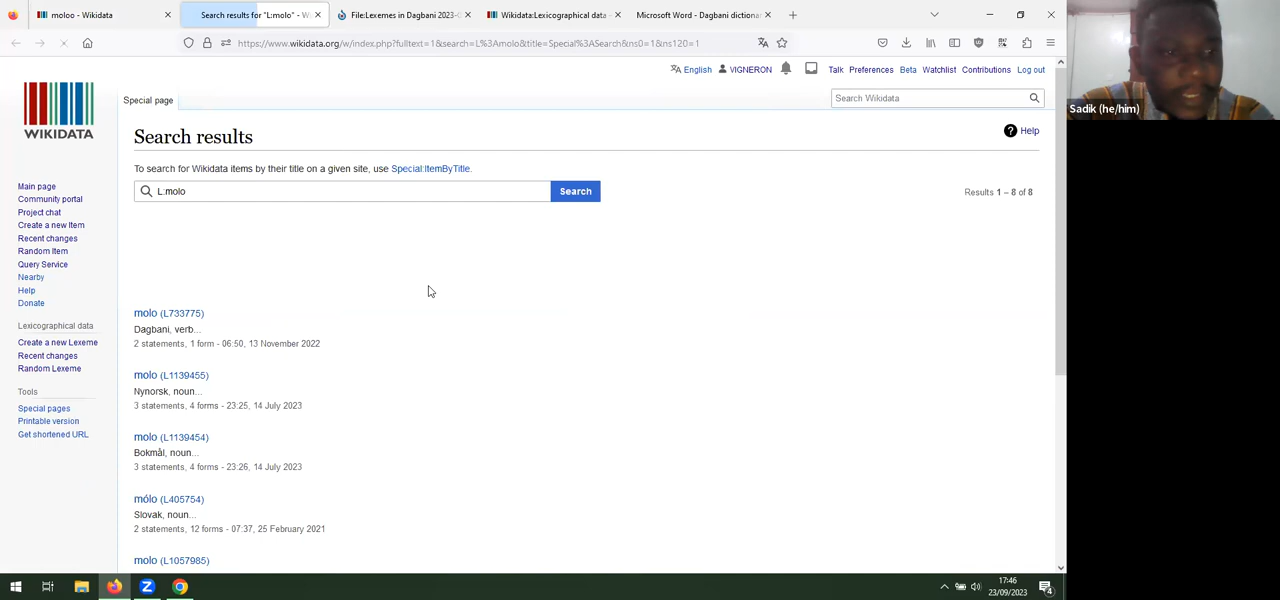 moloo - Wikidata
Search results for "L:molo" - W
File:Lexemes in Dagbani 2023-0
Wikidata:Lexicographical data -
Microsoft Word - Dagbani dictiona
https://www.wikidata.org/w/index.php?fulltext=1&search=L%3Amolo&title=Special%3ASearch&ns0=1&ns120=1
English
VIGNERON
Talk
Preferences
Beta
Watchlist
Contributions
Log out
Special page
Search Wikidata
WIKIDATA
Search results
Help
To search for Wikidata items by their title on a given site, use Special:ItemByTitle.
L:molo
Search
Results 1 – 8 of 8
Main page
Community portal
Project chat
Create a new Item
Recent changes
Random Item
Query Service
Nearby
Help
Donate
Lexicographical data
Create a new Lexeme
Recent changes
Random Lexeme
Tools
Special pages
Printable version
Get shortened URL
molo (L733775)
Dagbani, verb...
2 statements, 1 form - 06:50, 13 November 2022
molo (L1139455)
Nynorsk, noun...
3 statements, 4 forms - 23:25, 14 July 2023
molo (L1139454)
Bokmål, noun...
3 statements, 4 forms - 23:26, 14 July 2023
mólo (L405754)
Slovak, noun...
2 statements, 12 forms - 07:37, 25 February 2021
molo (L1057985)
Sadik (he/him)
17:46
23/09/2023
4